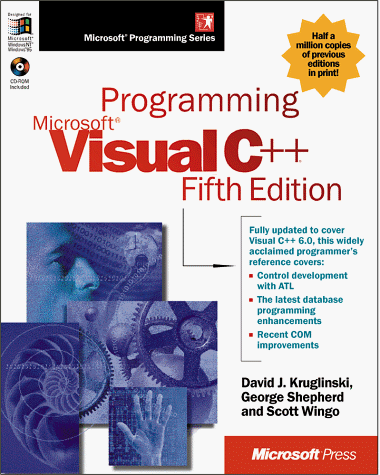 Designed for
Microsoft
Windows NT
Windows 95
CD-ROM
Included
Microsoft® Programming Series
Half a
million copies
of previous
editions
in print!
Programming
Microsoft®
Visual C++
Fifth Edition
Fully updated to cover
Visual C++ 6.0, this widely
acclaimed programmer's
reference covers:
Control development
with ATL
The latest database
programming
enhancements
Recent COM
improvements
David J. Kruglinski,
George Shepherd
and Scott Wingo
Microsoft Press